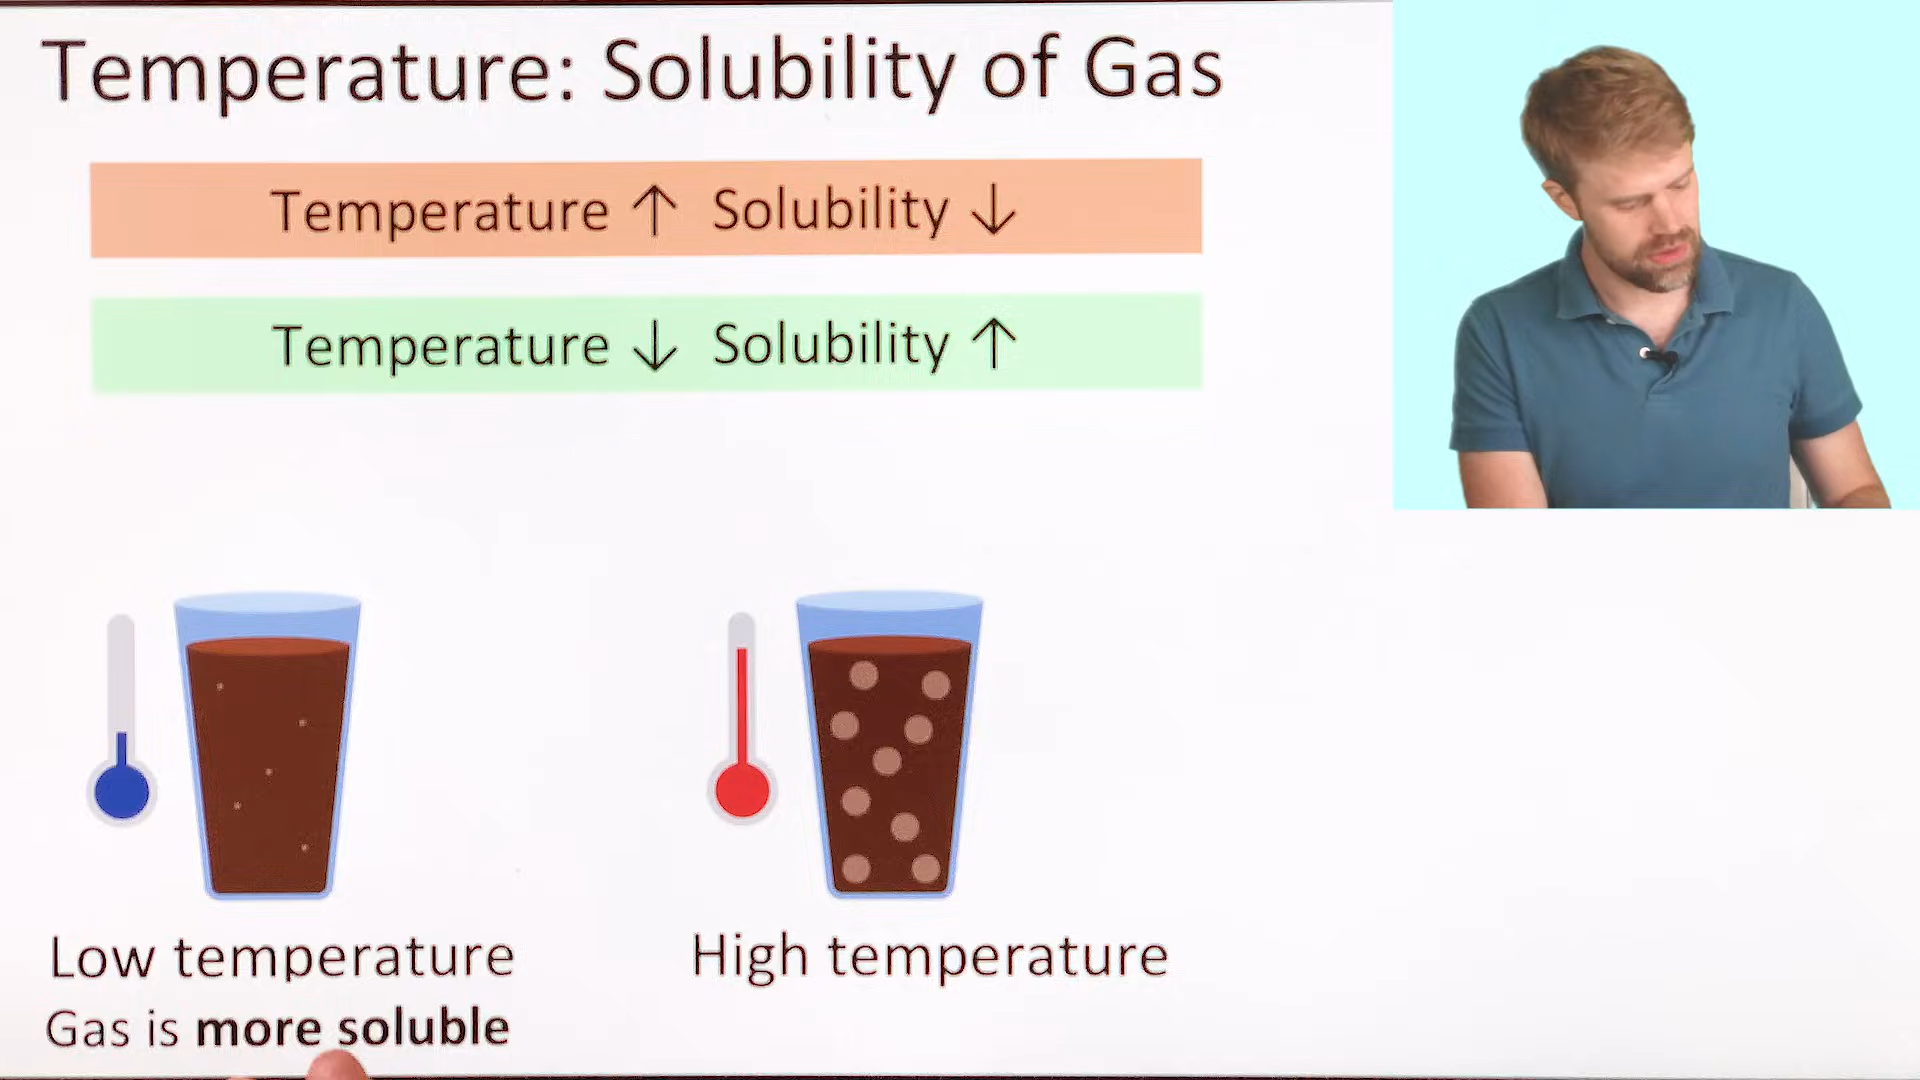 Temperature: Solubility of Gas
Temperature ↑ Solubility ↓
Temperature ↓ Solubility ↑
Low temperature
Gas is more soluble
High temperature